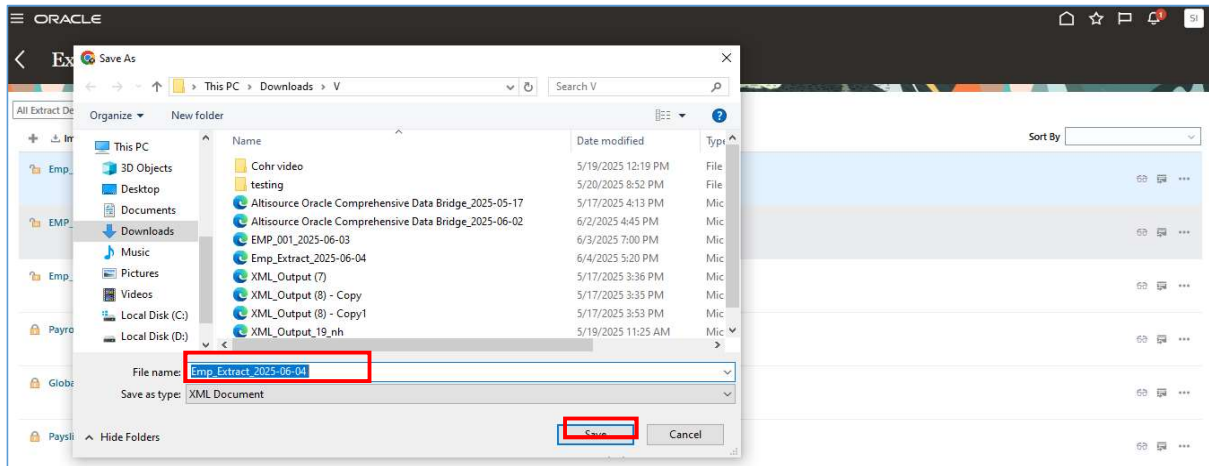 ORACLE
SI
Ex
Save As
This PC > Downloads > V
Search V
All Extract De
Organize
New folder
+ Im
Sort By
Name
Date modified
Type
This PC
3D Objects
Desktop
Documents
Downloads
Music
Pictures
Videos
Local Disk (C:)
Local Disk (D:)
Cohr video 5/19/2025 12:19 PM File
testing 5/20/2025 8:52 PM File
Altisource Oracle Comprehensive Data Bridge_2025-05-17 5/17/2025 4:13 PM Mic
Altisource Oracle Comprehensive Data Bridge_2025-06-02 6/2/2025 4:45 PM Mic
EMP_001_2025-06-03 6/3/2025 7:00 PM Mic
Emp_Extract_2025-06-04 6/4/2025 5:20 PM Mic
XML_Output (7) 5/17/2025 3:36 PM Mic
XML_Output (8) - Copy 5/17/2025 3:35 PM Mic
XML_Output (8) - Copy1 5/17/2025 3:53 PM Mic
XML_Output_19_nh 5/19/2025 11:25 AM Mic
Emp_
EMP_
Emp_
Payro
Globa
Paysli
File name: Emp_Extract_2025-06-04
Save as type: XML Document
Hide Folders
Save
Cancel